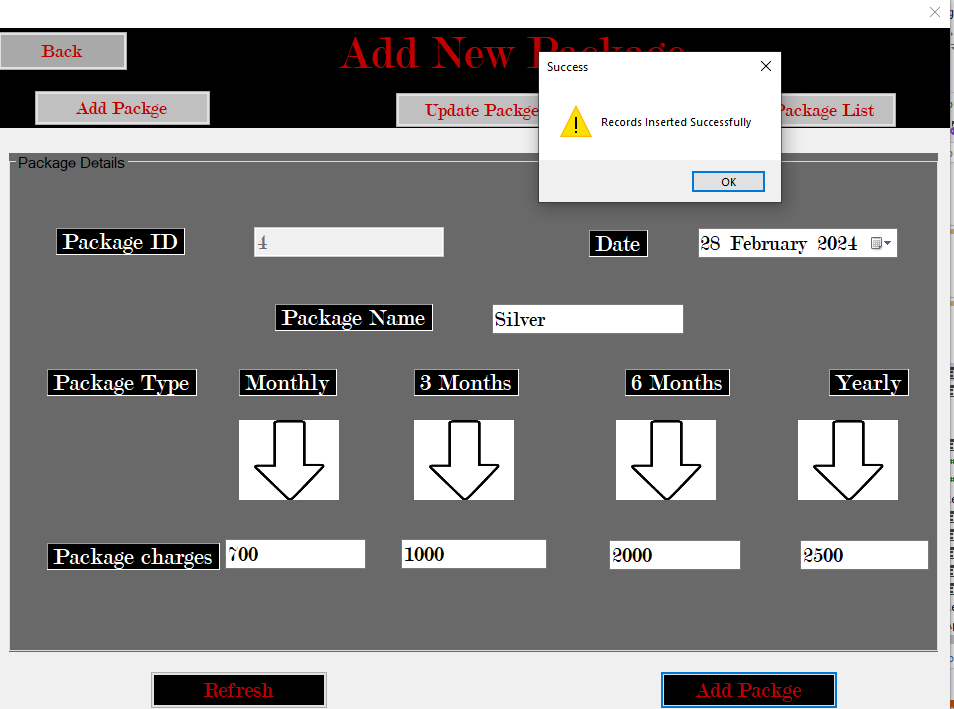 Back
Add New Package
Success
Add Packge
Update Packge
Package List
Records Inserted Successfully
OK
Package Details
Package ID
4
Date
28 February 2024
Package Name
Silver
Package Type
Monthly
3 Months
6 Months
Yearly
Package charges
700
1000
2000
2500
Refresh
Add Packge